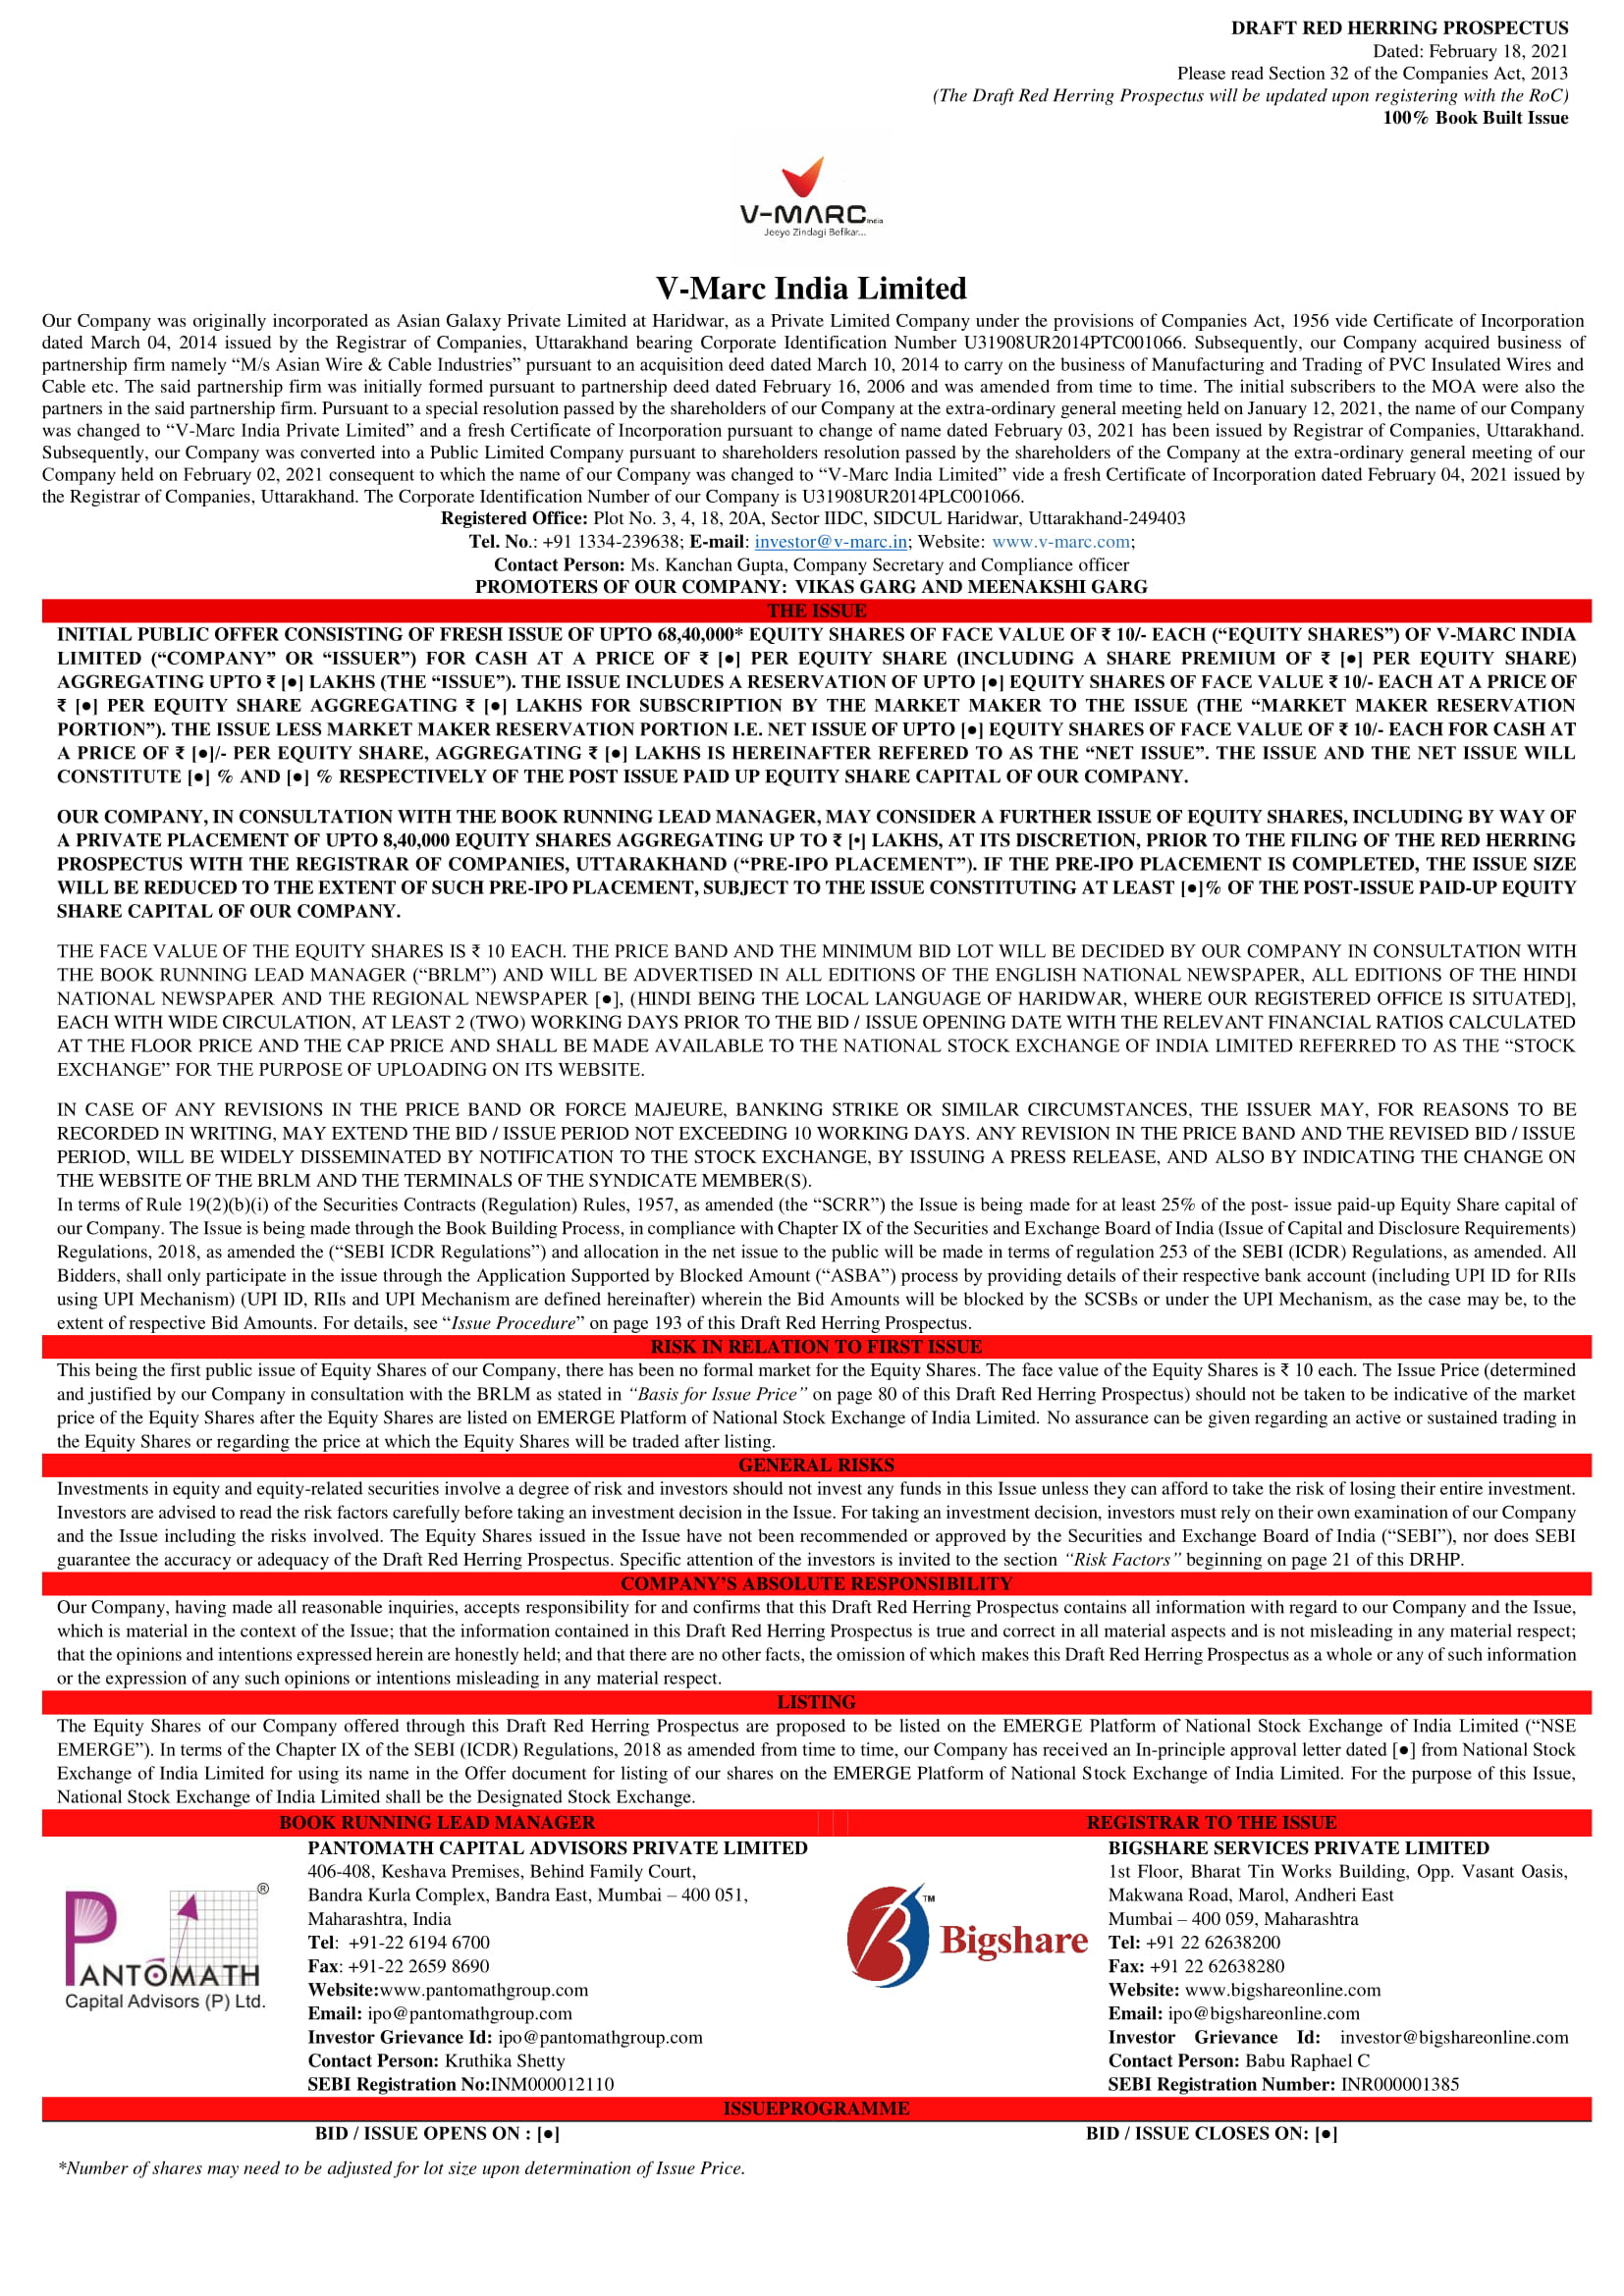 DRAFT RED HERRING PROSPECTUS
Dated: February 18, 2021
Please read Section 32 of the Companies Act, 2013
(The Draft Red Herring Prospectus will be updated upon registering with the RoC)
100% Book Built Issue
V-MARC India
Jeeyo Zindagi Befikar...
V-Marc India Limited
Our Company was originally incorporated as Asian Galaxy Private Limited at Haridwar, as a Private Limited Company under the provisions of Companies Act, 1956 vide Certificate of Incorporation
dated March 04, 2014 issued by the Registrar of Companies, Uttarakhand bearing Corporate Identification Number U31908UR2014PTC001066. Subsequently, our Company acquired business of
partnership firm namely “M/s Asian Wire & Cable Industries” pursuant to an acquisition deed dated March 10, 2014 to carry on the business of Manufacturing and Trading of PVC Insulated Wires and
Cable etc. The said partnership firm was initially formed pursuant to partnership deed dated February 16, 2006 and was amended from time to time. The initial subscribers to the MOA were also the
partners in the said partnership firm. Pursuant to a special resolution passed by the shareholders of our Company at the extra-ordinary general meeting held on January 12, 2021, the name of our Company
was changed to “V-Marc India Private Limited” and a fresh Certificate of Incorporation pursuant to change of name dated February 03, 2021 has been issued by Registrar of Companies, Uttarakhand.
Subsequently, our Company was converted into a Public Limited Company pursuant to shareholders resolution passed by the shareholders of the Company at the extra-ordinary general meeting of our
Company held on February 02, 2021 consequent to which the name of our Company was changed to “V-Marc India Limited” vide a fresh Certificate of Incorporation dated February 04, 2021 issued by
the Registrar of Companies, Uttarakhand. The Corporate Identification Number of our Company is U31908UR2014PLC001066.
Registered Office: Plot No. 3, 4, 18, 20A, Sector IIDC, SIDCUL Haridwar, Uttarakhand-249403
Tel. No.: +91 1334-239638; E-mail: investor@v-marc.in; Website: www.v-marc.com;
Contact Person: Ms. Kanchan Gupta, Company Secretary and Compliance officer
PROMOTERS OF OUR COMPANY: VIKAS GARG AND MEENAKSHI GARG
THE ISSUE
INITIAL PUBLIC OFFER CONSISTING OF FRESH ISSUE OF UPTO 68,40,000* EQUITY SHARES OF FACE VALUE OF ₹ 10/- EACH (“EQUITY SHARES”) OF V-MARC INDIA
LIMITED (“COMPANY” OR “ISSUER”) FOR CASH AT A PRICE OF ₹ [●] PER EQUITY SHARE (INCLUDING A SHARE PREMIUM OF ₹ [●] PER EQUITY SHARE)
AGGREGATING UPTO ₹ [●] LAKHS (THE “ISSUE”). THE ISSUE INCLUDES A RESERVATION OF UPTO [●] EQUITY SHARES OF FACE VALUE ₹ 10/- EACH AT A PRICE OF
₹ [●] PER EQUITY SHARE AGGREGATING ₹ [●] LAKHS FOR SUBSCRIPTION BY THE MARKET MAKER TO THE ISSUE (THE “MARKET MAKER RESERVATION
PORTION”). THE ISSUE LESS MARKET MAKER RESERVATION PORTION I.E. NET ISSUE OF UPTO [●] EQUITY SHARES OF FACE VALUE OF ₹ 10/- EACH FOR CASH AT
A PRICE OF ₹ [●]/- PER EQUITY SHARE, AGGREGATING ₹ [●] LAKHS IS HEREINAFTER REFERED TO AS THE “NET ISSUE”. THE ISSUE AND THE NET ISSUE WILL
CONSTITUTE [●] % AND [●] % RESPECTIVELY OF THE POST ISSUE PAID UP EQUITY SHARE CAPITAL OF OUR COMPANY.
OUR COMPANY, IN CONSULTATION WITH THE BOOK RUNNING LEAD MANAGER, MAY CONSIDER A FURTHER ISSUE OF EQUITY SHARES, INCLUDING BY WAY OF
A PRIVATE PLACEMENT OF UPTO 8,40,000 EQUITY SHARES AGGREGATING UP TO ₹ [•] LAKHS, AT ITS DISCRETION, PRIOR TO THE FILING OF THE RED HERRING
PROSPECTUS WITH THE REGISTRAR OF COMPANIES, UTTARAKHAND (“PRE-IPO PLACEMENT”). IF THE PRE-IPO PLACEMENT IS COMPLETED, THE ISSUE SIZE
WILL BE REDUCED TO THE EXTENT OF SUCH PRE-IPO PLACEMENT, SUBJECT TO THE ISSUE CONSTITUTING AT LEAST [●]% OF THE POST-ISSUE PAID-UP EQUITY
SHARE CAPITAL OF OUR COMPANY.
THE FACE VALUE OF THE EQUITY SHARES IS ₹ 10 EACH. THE PRICE BAND AND THE MINIMUM BID LOT WILL BE DECIDED BY OUR COMPANY IN CONSULTATION WITH
THE BOOK RUNNING LEAD MANAGER (“BRLM”) AND WILL BE ADVERTISED IN ALL EDITIONS OF THE ENGLISH NATIONAL NEWSPAPER, ALL EDITIONS OF THE HINDI
NATIONAL NEWSPAPER AND THE REGIONAL NEWSPAPER [●], (HINDI BEING THE LOCAL LANGUAGE OF HARIDWAR, WHERE OUR REGISTERED OFFICE IS SITUATED],
EACH WITH WIDE CIRCULATION, AT LEAST 2 (TWO) WORKING DAYS PRIOR TO THE BID / ISSUE OPENING DATE WITH THE RELEVANT FINANCIAL RATIOS CALCULATED
AT THE FLOOR PRICE AND THE CAP PRICE AND SHALL BE MADE AVAILABLE TO THE NATIONAL STOCK EXCHANGE OF INDIA LIMITED REFERRED TO AS THE “STOCK
EXCHANGE” FOR THE PURPOSE OF UPLOADING ON ITS WEBSITE.
IN CASE OF ANY REVISIONS IN THE PRICE BAND OR FORCE MAJEURE, BANKING STRIKE OR SIMILAR CIRCUMSTANCES, THE ISSUER MAY, FOR REASONS TO BE
RECORDED IN WRITING, MAY EXTEND THE BID / ISSUE PERIOD NOT EXCEEDING 10 WORKING DAYS. ANY REVISION IN THE PRICE BAND AND THE REVISED BID / ISSUE
PERIOD, WILL BE WIDELY DISSEMINATED BY NOTIFICATION TO THE STOCK EXCHANGE, BY ISSUING A PRESS RELEASE, AND ALSO BY INDICATING THE CHANGE ON
THE WEBSITE OF THE BRLM AND THE TERMINALS OF THE SYNDICATE MEMBER(S).
In terms of Rule 19(2)(b)(i) of the Securities Contracts (Regulation) Rules, 1957, as amended (the “SCRR”) the Issue is being made for at least 25% of the post- issue paid-up Equity Share capital of
our Company. The Issue is being made through the Book Building Process, in compliance with Chapter IX of the Securities and Exchange Board of India (Issue of Capital and Disclosure Requirements)
Regulations, 2018, as amended the (“SEBI ICDR Regulations”) and allocation in the net issue to the public will be made in terms of regulation 253 of the SEBI (ICDR) Regulations, as amended. All
Bidders, shall only participate in the issue through the Application Supported by Blocked Amount (“ASBA”) process by providing details of their respective bank account (including UPI ID for RIIs
using UPI Mechanism) (UPI ID, RIIs and UPI Mechanism are defined hereinafter) wherein the Bid Amounts will be blocked by the SCSBs or under the UPI Mechanism, as the case may be, to the
extent of respective Bid Amounts. For details, see “Issue Procedure” on page 193 of this Draft Red Herring Prospectus.
RISK IN RELATION TO FIRST ISSUE
This being the first public issue of Equity Shares of our Company, there has been no formal market for the Equity Shares. The face value of the Equity Shares is ₹ 10 each. The Issue Price (determined
and justified by our Company in consultation with the BRLM as stated in “Basis for Issue Price” on page 80 of this Draft Red Herring Prospectus) should not be taken to be indicative of the market
price of the Equity Shares after the Equity Shares are listed on EMERGE Platform of National Stock Exchange of India Limited. No assurance can be given regarding an active or sustained trading in
the Equity Shares or regarding the price at which the Equity Shares will be traded after listing.
GENERAL RISKS
Investments in equity and equity-related securities involve a degree of risk and investors should not invest any funds in this Issue unless they can afford to take the risk of losing their entire investment.
Investors are advised to read the risk factors carefully before taking an investment decision in the Issue. For taking an investment decision, investors must rely on their own examination of our Company
and the Issue including the risks involved. The Equity Shares issued in the Issue have not been recommended or approved by the Securities and Exchange Board of India (“SEBI”), nor does SEBI
guarantee the accuracy or adequacy of the Draft Red Herring Prospectus. Specific attention of the investors is invited to the section “Risk Factors” beginning on page 21 of this DRHP.
COMPANY’S ABSOLUTE RESPONSIBILITY
Our Company, having made all reasonable inquiries, accepts responsibility for and confirms that this Draft Red Herring Prospectus contains all information with regard to our Company and the Issue,
which is material in the context of the Issue; that the information contained in this Draft Red Herring Prospectus is true and correct in all material aspects and is not misleading in any material respect;
that the opinions and intentions expressed herein are honestly held; and that there are no other facts, the omission of which makes this Draft Red Herring Prospectus as a whole or any of such information
or the expression of any such opinions or intentions misleading in any material respect.
LISTING
The Equity Shares of our Company offered through this Draft Red Herring Prospectus are proposed to be listed on the EMERGE Platform of National Stock Exchange of India Limited (“NSE
EMERGE”). In terms of the Chapter IX of the SEBI (ICDR) Regulations, 2018 as amended from time to time, our Company has received an In-principle approval letter dated [●] from National Stock
Exchange of India Limited for using its name in the Offer document for listing of our shares on the EMERGE Platform of National Stock Exchange of India Limited. For the purpose of this Issue,
National Stock Exchange of India Limited shall be the Designated Stock Exchange.
BOOK RUNNING LEAD MANAGER
PANTOMATH CAPITAL ADVISORS PRIVATE LIMITED
406-408, Keshava Premises, Behind Family Court,
Bandra Kurla Complex, Bandra East, Mumbai – 400 051,
Maharashtra, India
Tel: +91-22 6194 6700
Fax: +91-22 2659 8690
Website:www.pantomathgroup.com
Email: ipo@pantomathgroup.com
Investor Grievance Id: ipo@pantomathgroup.com
Contact Person: Kruthika Shetty
SEBI Registration No:INM000012110
PANTOMATH ®
Capital Advisors (P) Ltd.
REGISTRAR TO THE ISSUE
BIGSHARE SERVICES PRIVATE LIMITED
1st Floor, Bharat Tin Works Building, Opp. Vasant Oasis,
Makwana Road, Marol, Andheri East
Mumbai – 400 059, Maharashtra
Tel: +91 22 62638200
Fax: +91 22 62638280
Website: www.bigshareonline.com
Email: ipo@bigshareonline.com
Investor Grievance Id: investor@bigshareonline.com
Contact Person: Babu Raphael C
SEBI Registration Number: INR000001385
B ™ Bigshare
ISSUEPROGRAMME
BID / ISSUE OPENS ON : [●]
BID / ISSUE CLOSES ON: [●]
*Number of shares may need to be adjusted for lot size upon determination of Issue Price.